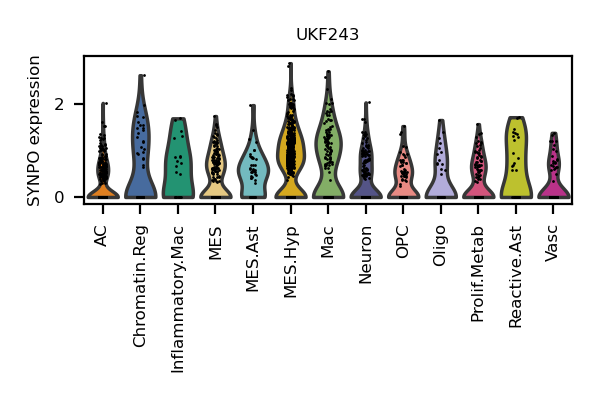 UKF243
SYNPO expression
2
0
AC
Chromatin.Reg
Inflammatory.Mac
MES
MES.Ast
MES.Hyp
Mac
Neuron
OPC
Oligo
Prolif.Metab
Reactive.Ast
Vasc